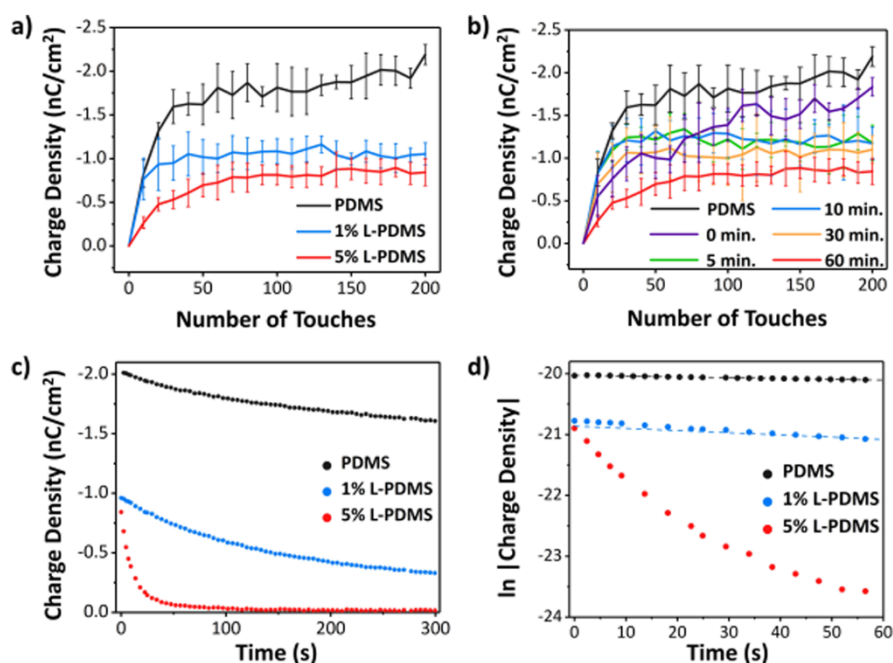 a)
Charge Density (nC/cm²)
-2.5
-2.0
-1.5
-1.0
-0.5
0.0
PDMS
1% L-PDMS
5% L-PDMS
0 50 100 150 200
Number of Touches
b)
Charge Density (nC/cm²)
-2.5
-2.0
-1.5
-1.0
-0.5
0.0
PDMS 10 min.
0 min. 30 min.
5 min. 60 min.
0 50 100 150 200
Number of Touches
c)
Charge Density (nC/cm²)
-2.0
-1.5
-1.0
-0.5
0.0
PDMS
1% L-PDMS
5% L-PDMS
0 100 200 300
Time (s)
d)
ln |Charge Density|
-20
-21
-22
-23
-24
PDMS
1% L-PDMS
5% L-PDMS
0 10 20 30 40 50 60
Time (s)